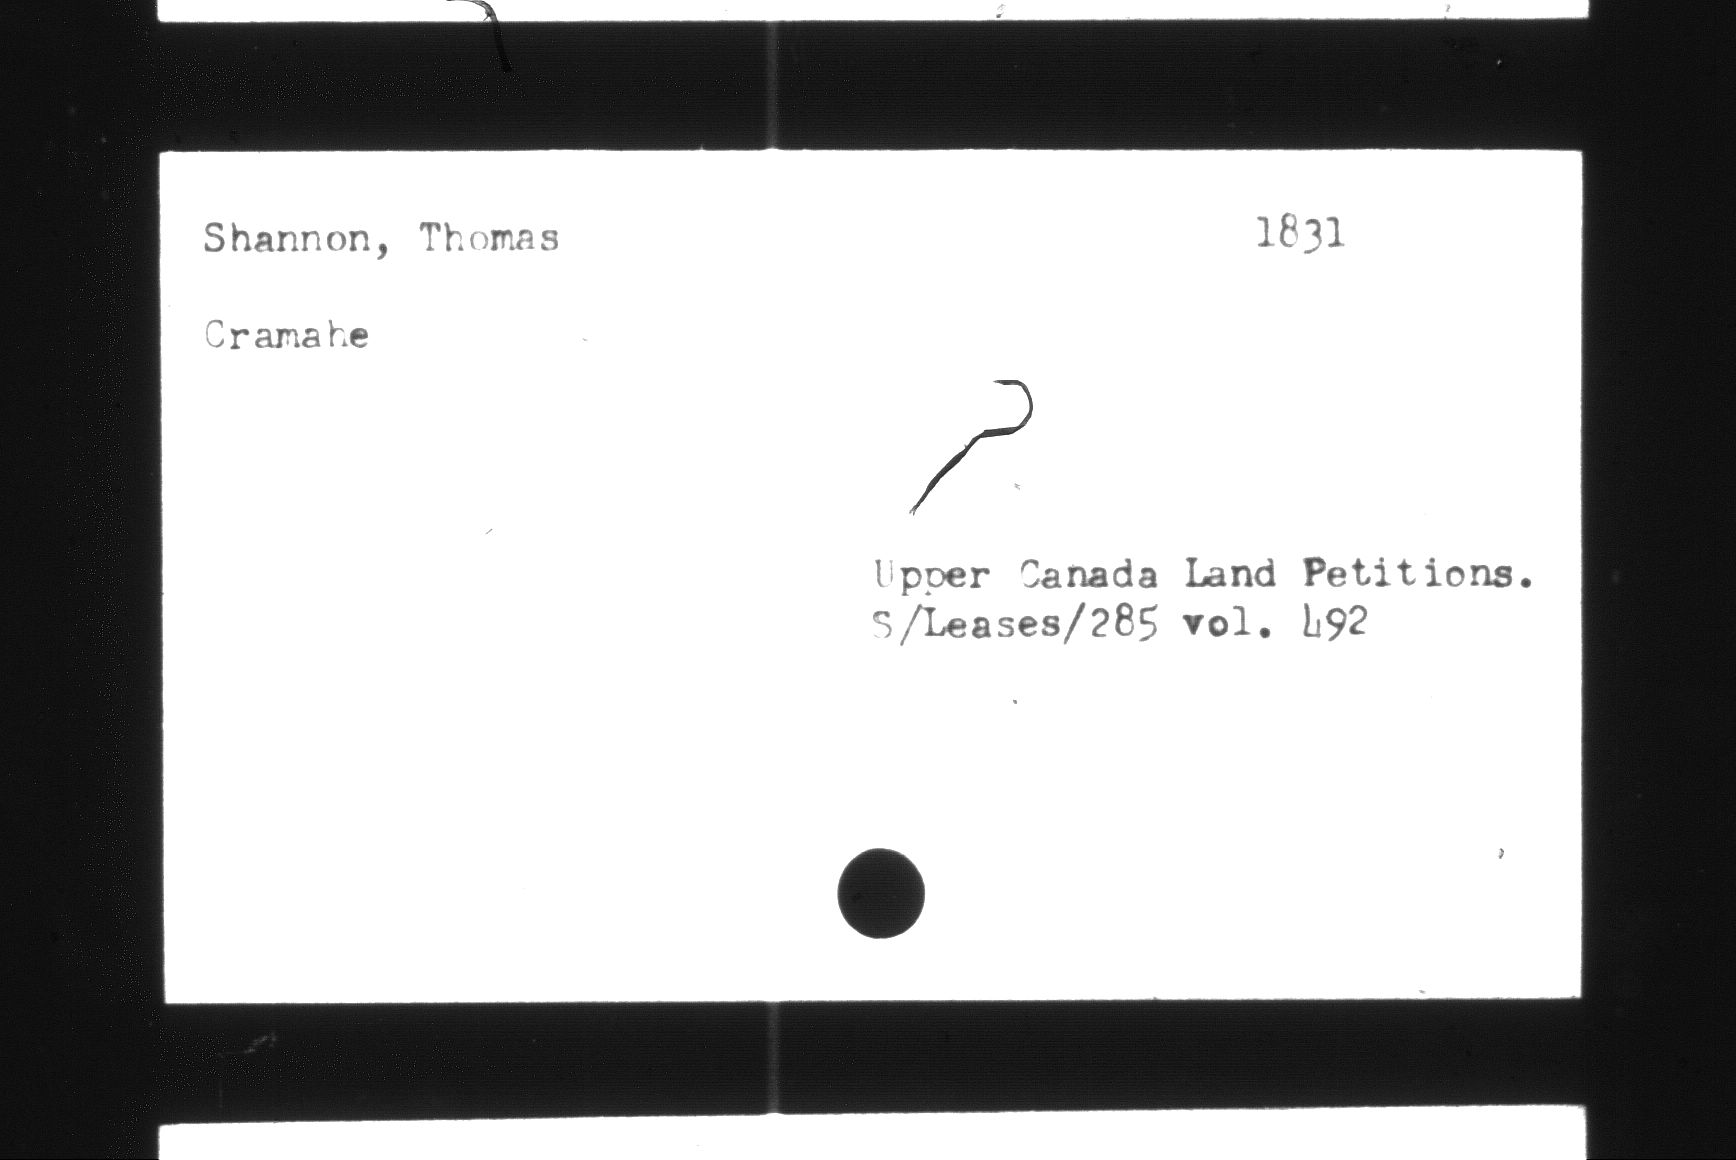 Shannon, Thomas 1831
Cramahe
Upper Canada Land Petitions.
S/Leases/285 vol. 492